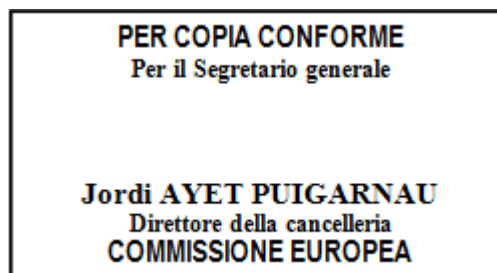 PER COPIA CONFORME
Per il Segretario generale
Jordi AYET PUIGARNAU
Direttore della cancelleria
COMMISSIONE EUROPEA